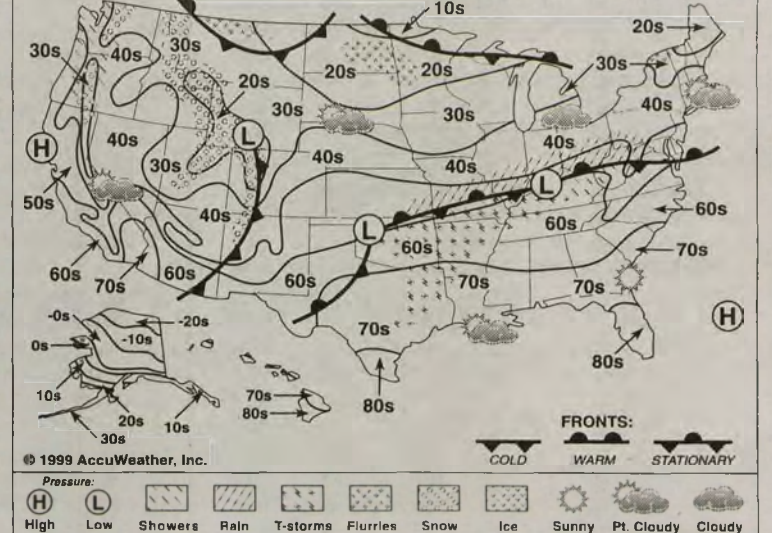 10s
20s
30s
40s
30s
20s
20s
20s
30s
30s
30s
40s
40s
H
L
40s
30s
40s
40s
40s
50s
40s
L
60s
60s
60s
L
60s
70s
60s
70s
60s
60s
70s
70s
70s
H
80s
80s
-0s
-20s
-10s
0s
10s
20s
10s
30s
70s
80s
FRONTS:
COLD WARM STATIONARY
© 1999 AccuWeather, Inc.
Pressure:
H L
High Low Showers Rain T-storms Flurries Snow Ice Sunny Pt. Cloudy Cloudy